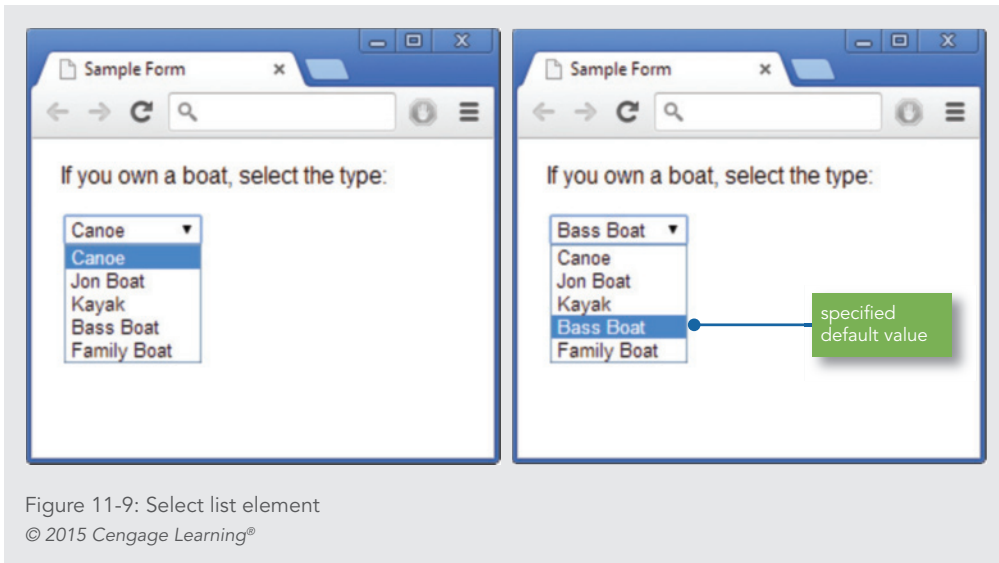 Sample Form
If you own a boat, select the type:
Canoe
Canoe
Jon Boat
Kayak
Bass Boat
Family Boat
Sample Form
If you own a boat, select the type:
Bass Boat
Canoe
Jon Boat
Kayak
Bass Boat
Family Boat
specified
default value
Figure 11-9: Select list element
© 2015 Cengage Learning®